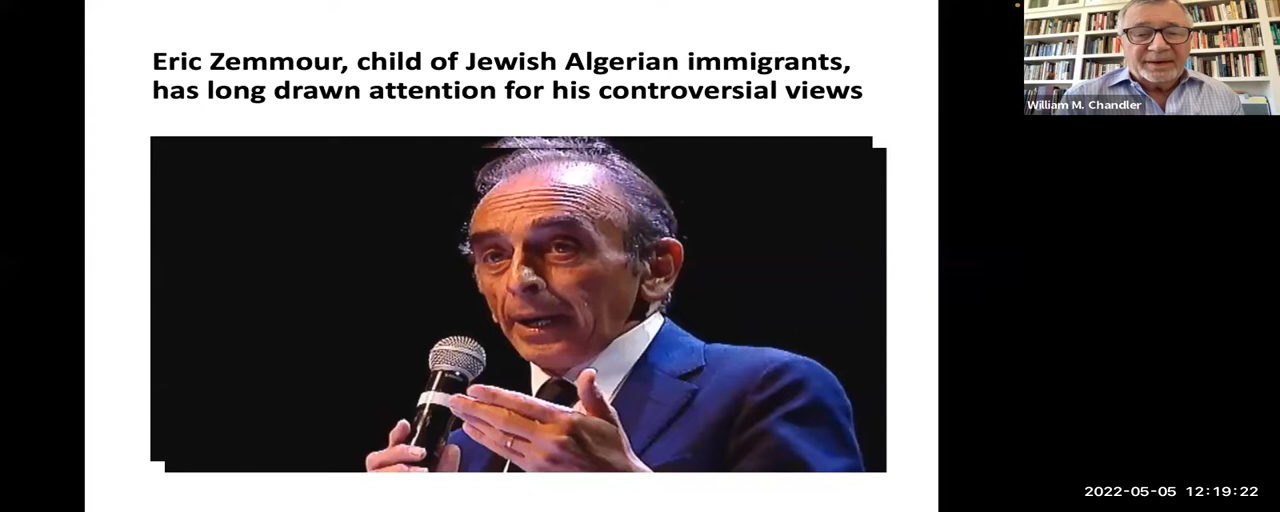 Eric Zemmour, child of Jewish Algerian immigrants,
has long drawn attention for his controversial views
William M. Chandler
2022-05-05 12:19:22